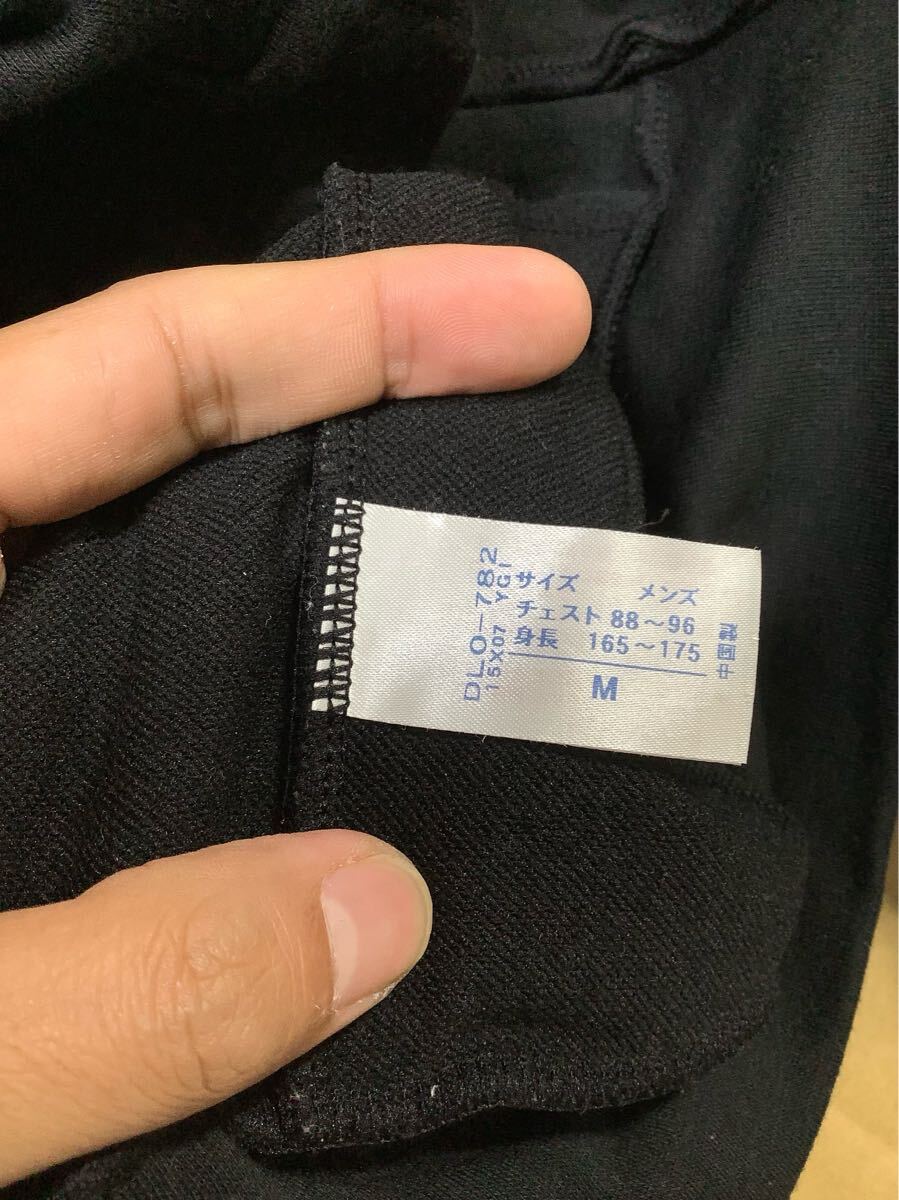 サイズ メンズ
チェスト 88～96
身長 165～175
M
DLO-782
15X07 YGI
中国製